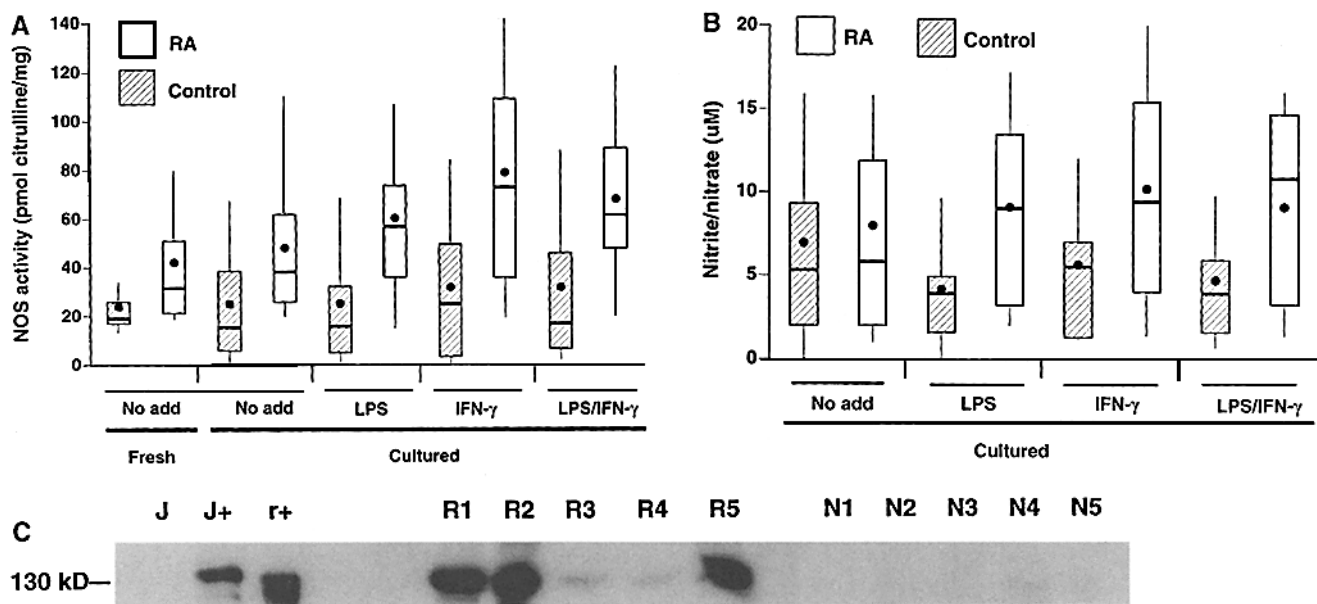 A
NOS activity (pmol citrulline/mg)
140
120
100
80
60
40
20
0
RA
Control
No add
No add
LPS
IFN-γ
LPS/IFN-γ
Fresh
Cultured
B
Nitrite/nitrate (uM)
20
15
10
5
0
RA
Control
No add
LPS
IFN-γ
LPS/IFN-γ
Cultured
C
J J+ r+ R1 R2 R3 R4 R5 N1 N2 N3 N4 N5
130 kD